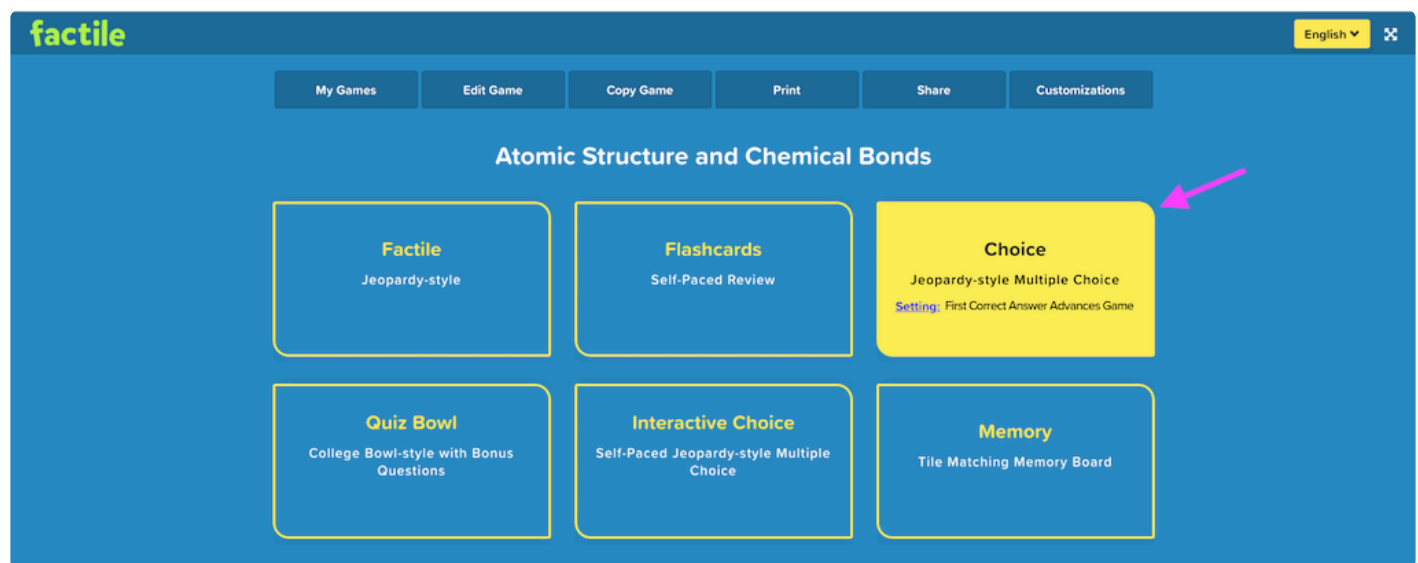 factile
English
My Games
Edit Game
Copy Game
Print
Share
Customizations
Atomic Structure and Chemical Bonds
Factile
Jeopardy-style
Flashcards
Self-Paced Review
Choice
Jeopardy-style Multiple Choice
Setting: First Correct Answer Advances Game
Quiz Bowl
College Bowl-style with Bonus
Questions
Interactive Choice
Self-Paced Jeopardy-style Multiple
Choice
Memory
Tile Matching Memory Board